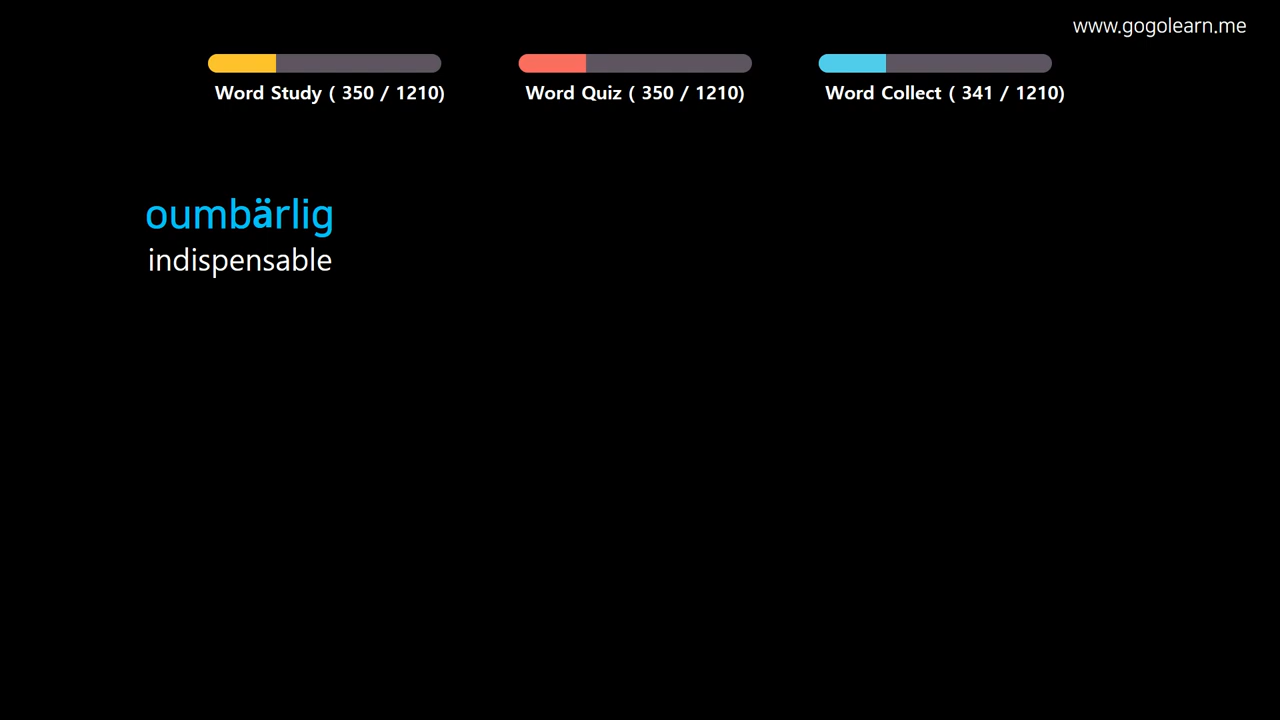 www.gogolearn.me
Word Study ( 350 / 1210)
Word Quiz ( 350 / 1210)
Word Collect ( 341 / 1210)
oumbärlig
indispensable